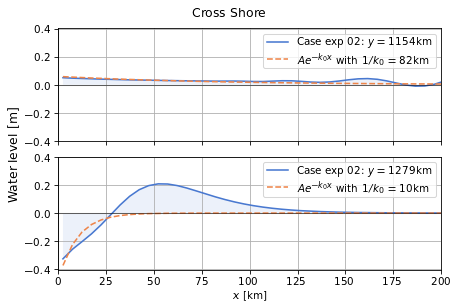 Cross Shore
Water level [m]
0.4
0.2
0.0
−0.2
−0.4
Case exp 02: y = 1154km
Ae^{−k₀x} with 1/k₀ = 82km
0.4
0.2
0.0
−0.2
−0.4
Case exp 02: y = 1279km
Ae^{−k₀x} with 1/k₀ = 10km
0 25 50 75 100 125 150 175 200
x [km]